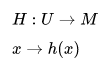 H : U → M
x → h(x)